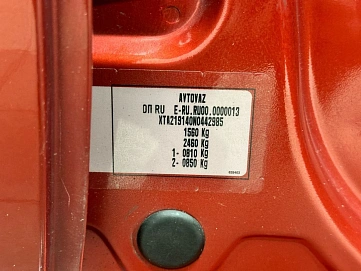 AVTOVAZ
ОП RU E-RU.RU00.0000013
XTA219140N0442985
1560 Kg
2460 Kg
1- 0810 Kg
2- 0850 Kg